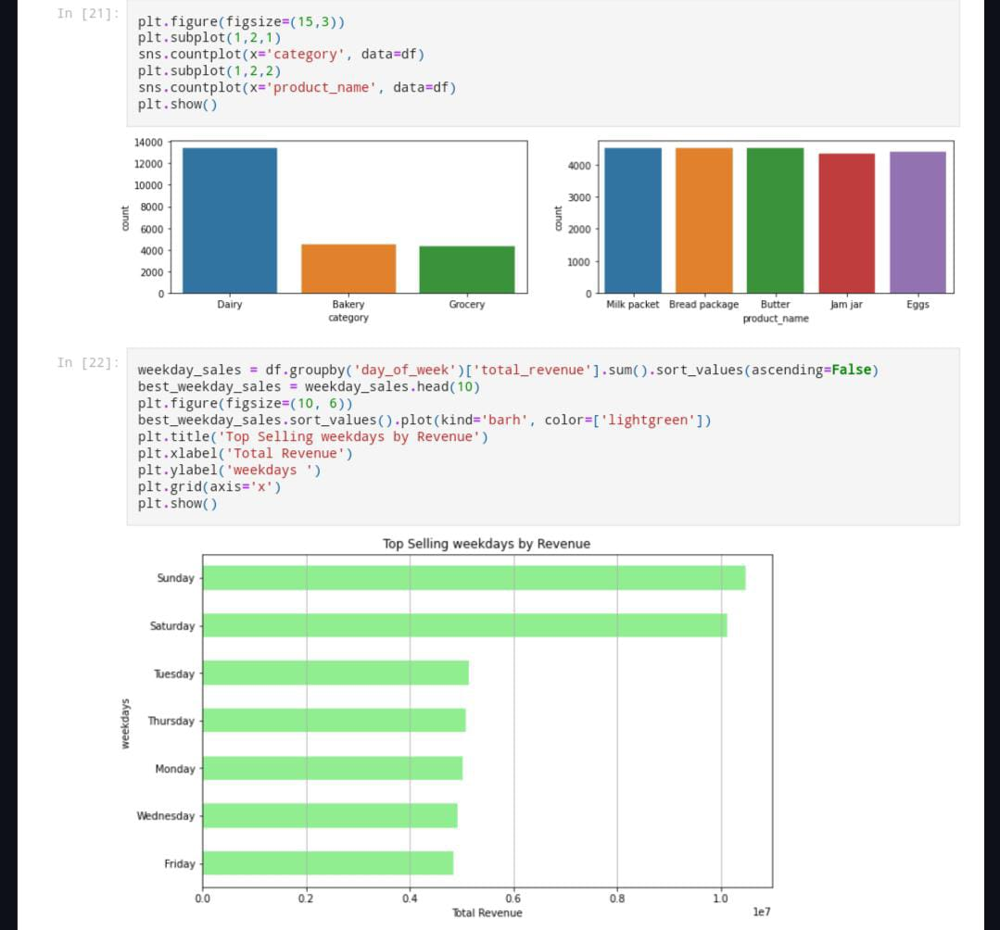 In [21]:
plt.figure(figsize=(15,3))
plt.subplot(1,2,1)
sns.countplot(x='category', data=df)
plt.subplot(1,2,2)
sns.countplot(x='product_name', data=df)
plt.show()
14000
12000
10000
8000
6000
4000
2000
0
count
Dairy Bakery Grocery
category
4000
3000
2000
1000
0
count
Milk packet Bread package Butter Jam jar Eggs
product_name
In [22]:
weekday_sales = df.groupby('day_of_week')['total_revenue'].sum().sort_values(ascending=False)
best_weekday_sales = weekday_sales.head(10)
plt.figure(figsize=(10, 6))
best_weekday_sales.sort_values().plot(kind='barh', color=['lightgreen'])
plt.title('Top Selling weekdays by Revenue')
plt.xlabel('Total Revenue')
plt.ylabel('weekdays ')
plt.grid(axis='x')
plt.show()
Top Selling weekdays by Revenue
Sunday
Saturday
Tuesday
Thursday
Monday
Wednesday
Friday
weekdays
0.0 0.2 0.4 0.6 0.8 1.0
Total Revenue
1e7